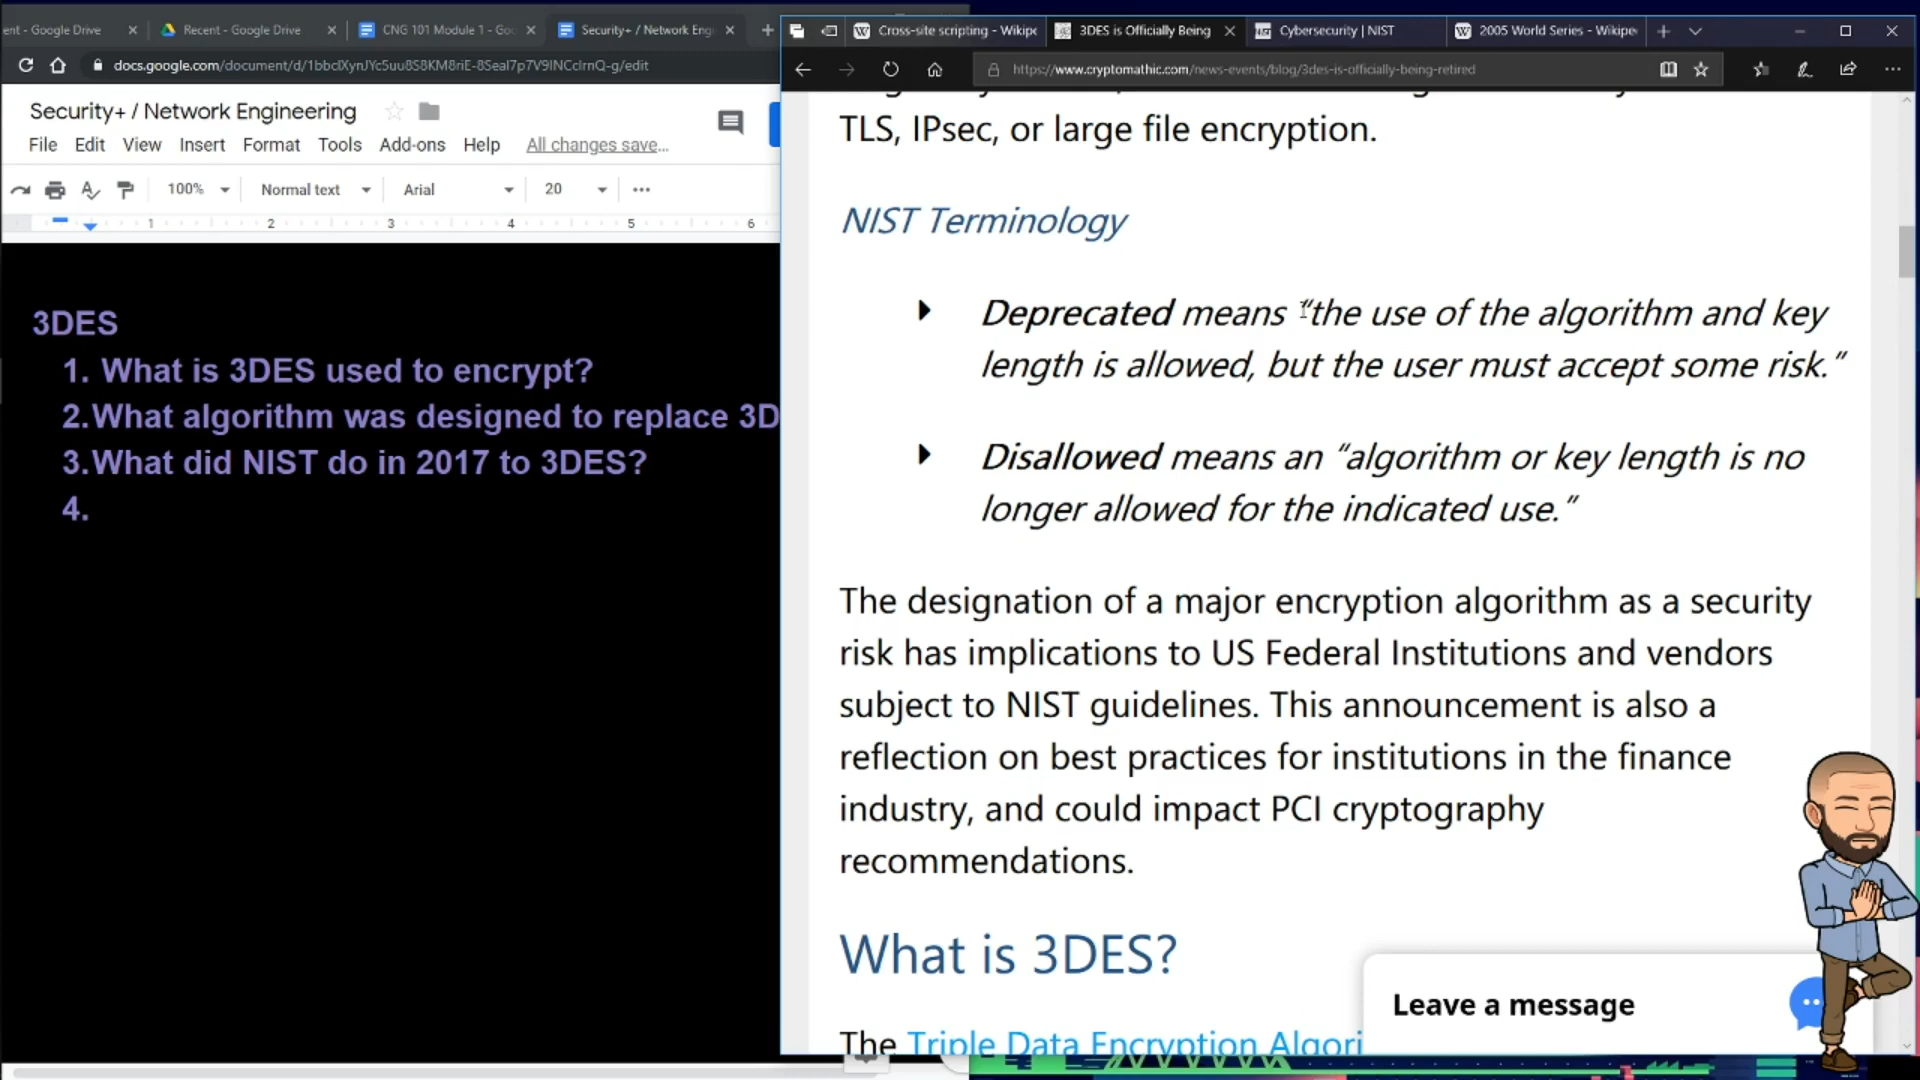 ent - Google Drive
Recent - Google Drive
CNG 101 Module 1 - Go
Security+ / Network Eng
docs.google.com/document/d/1bbclXynJYc5uu8S8KM8riE-8Seal7p7V9INCcIrnQ-g/edit
Security+ / Network Engineering
File Edit View Insert Format Tools Add-ons Help All changes save...
100% Normal text Arial 20
1 2 3 4 5 6
3DES
1. What is 3DES used to encrypt?
2.What algorithm was designed to replace 3D
3.What did NIST do in 2017 to 3DES?
4.
Cross-site scripting - Wikipe
3DES is Officially Being
Cybersecurity | NIST
2005 World Series - Wikipe
https://www.cryptomathic.com/news-events/blog/3des-is-officially-being-retired
TLS, IPsec, or large file encryption.
NIST Terminology
Deprecated means “the use of the algorithm and key
length is allowed, but the user must accept some risk.”
Disallowed means an “algorithm or key length is no
longer allowed for the indicated use.”
The designation of a major encryption algorithm as a security
risk has implications to US Federal Institutions and vendors
subject to NIST guidelines. This announcement is also a
reflection on best practices for institutions in the finance
industry, and could impact PCI cryptography
recommendations.
What is 3DES?
The Triple Data Encryption Algori
Leave a message